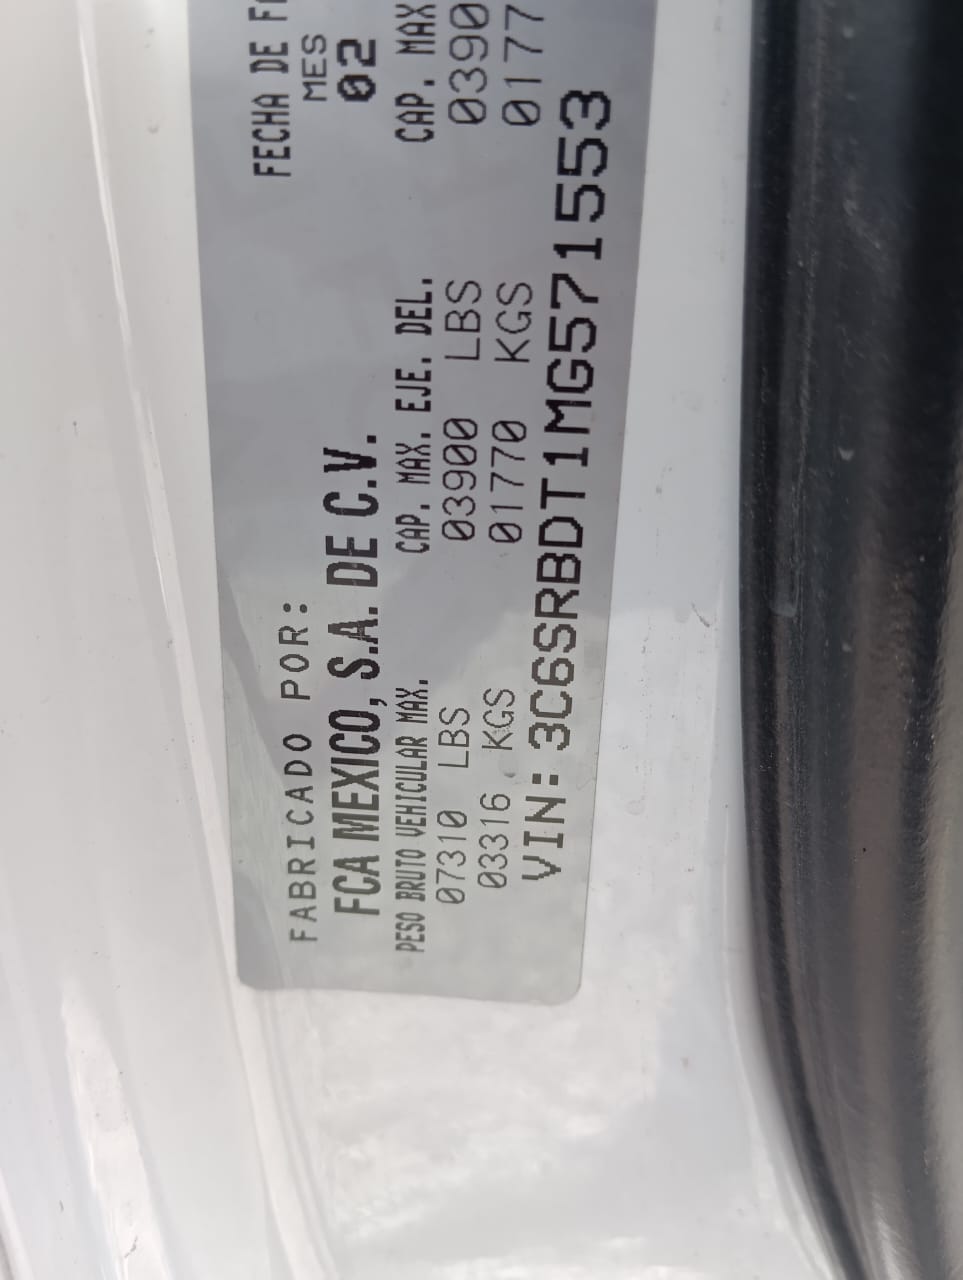 FABRICADO POR:
FECHA DE
MES
FCA MEXICO, S.A. DE C.V.
02
PESO BRUTO VEHICULAR MAX.
CAP. MAX. EJE. DEL.
CAP. MAX
07310 LBS
03900 LBS
0390
03316 KGS
01770 KGS
0177
VIN: 3C6SRBDT1MG571553